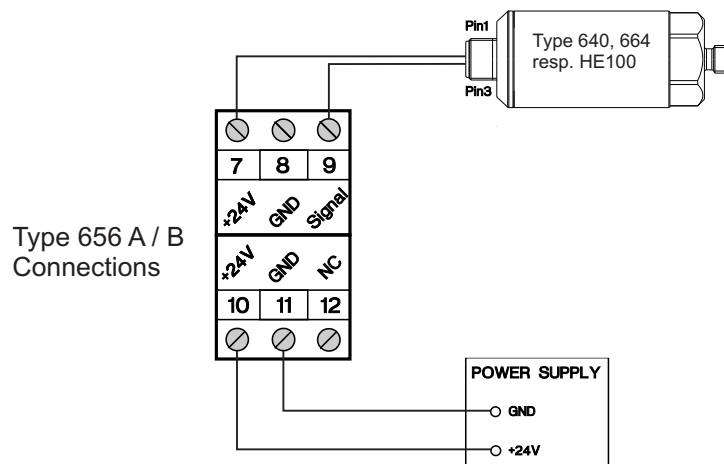 Pin1
Type 640, 664
resp. HE100
Pin3
7 8 9
+24V GND Signal
Type 656 A / B
Connections
+24V GND NC
10 11 12
POWER SUPPLY
GND
+24V